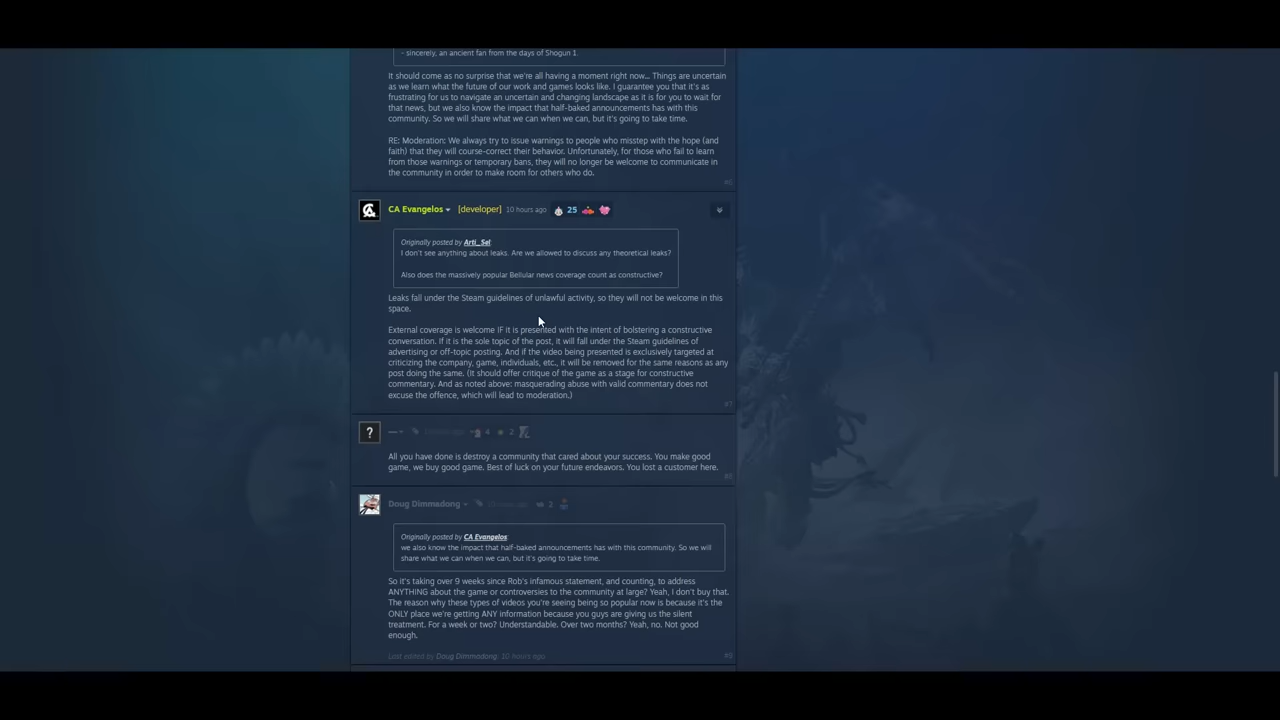 - sincerely, an ancient fan from the days of Shogun 1.
It should come as no surprise that we're all having a moment right now... Things are uncertain
as we learn what the future of our work and games looks like. I guarantee you that it's as
frustrating for us to navigate an uncertain and changing landscape as it is for you to wait for
that news, but we also know the impact that half-baked announcements has with this
community. So we will share what we can when we can, but it's going to take time.
RE: Moderation: We always try to issue warnings to people who misstep with the hope (and
faith) that they will course-correct their behavior. Unfortunately, for those who fail to learn
from those warnings or temporary bans, they will no longer be welcome to communicate in
the community in order to make room for others who do.
#6
CA Evangelos [developer] 10 hours ago 25
Originally posted by Arti_Sel:
I don't see anything about leaks. Are we allowed to discuss any theoretical leaks?
Also does the massively popular Bellular news coverage count as constructive?
Leaks fall under the Steam guidelines of unlawful activity, so they will not be welcome in this
space.
External coverage is welcome IF it is presented with the intent of bolstering a constructive
conversation. If it is the sole topic of the post, it will fall under the Steam guidelines of
advertising or off-topic posting. And if the video being presented is exclusively targeted at
criticizing the company, game, individuals, etc., it will be removed for the same reasons as any
post doing the same. (It should offer critique of the game as a stage for constructive
commentary. And as noted above: masquerading abuse with valid commentary does not
excuse the offence, which will lead to moderation.)
#7
? 4 2
All you have done is destroy a community that cared about your success. You make good
game, we buy good game. Best of luck on your future endeavors. You lost a customer here.
#8
Doug Dimmadong 2
Originally posted by CA Evangelos:
we also know the impact that half-baked announcements has with this community. So we will
share what we can when we can, but it's going to take time.
So it's taking over 9 weeks since Rob's infamous statement, and counting, to address
ANYTHING about the game or controversies to the community at large? Yeah, I don't buy that.
The reason why these types of videos you're seeing being so popular now is because it's the
ONLY place we're getting ANY information because you guys are giving us the silent
treatment. For a week or two? Understandable. Over two months? Yeah, no. Not good
enough.
Last edited by Doug Dimmadong; 10 hours ago
#9